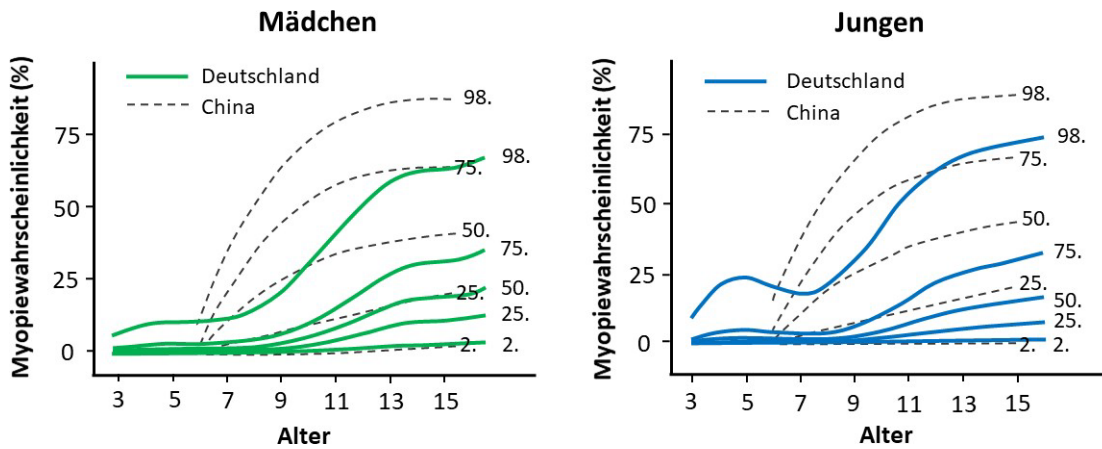 Mädchen
Myopiewahrscheinlichkeit (%)
Deutschland
China
75
50
25
0
98.
98.
75.
50.
75.
50.
25.
25.
2.
2.
3 5 7 9 11 13 15
Alter
Jungen
Myopiewahrscheinlichkeit (%)
Deutschland
China
75
50
25
0
98.
98.
75.
50.
75.
25.
50.
25.
2. 2.
3 5 7 9 11 13 15
Alter